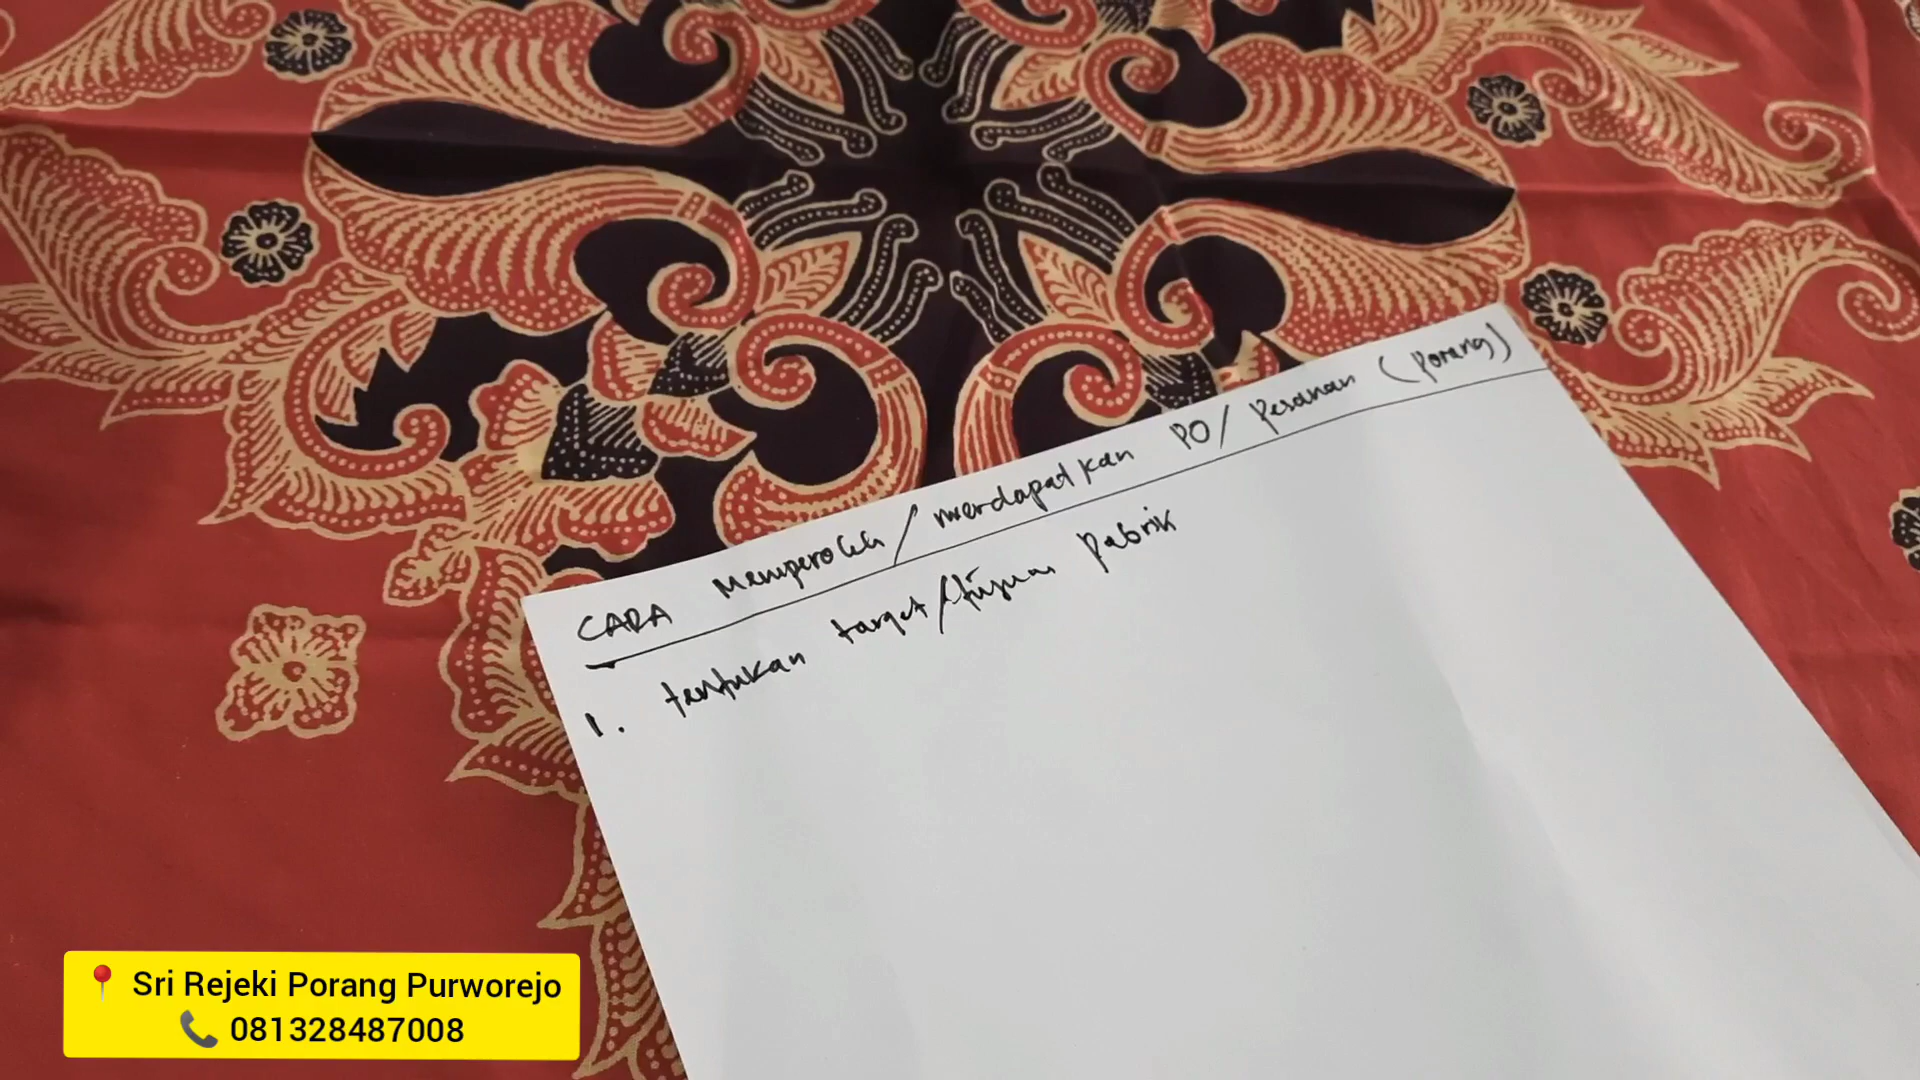 CARA Memperoleh/ mendapatkan PO/ Pesanan (Porang)
1. tentukan target/tujuan pabrik
Sri Rejeki Porang Purworejo
081328487008